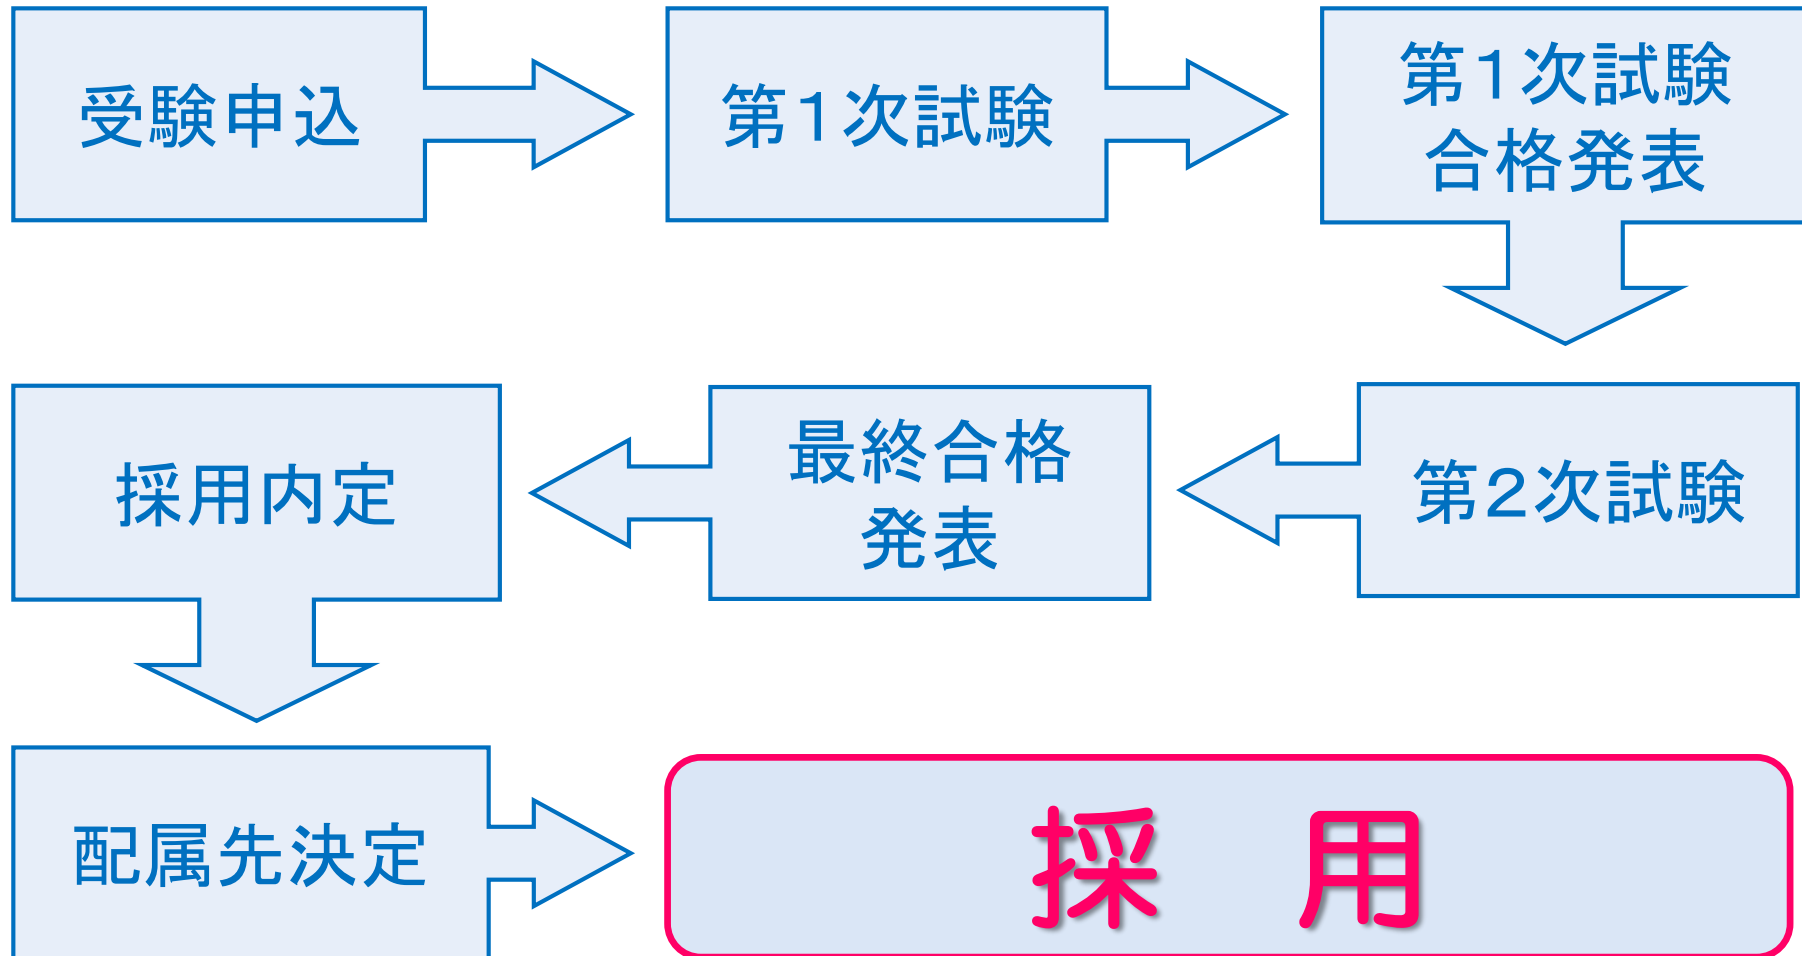 受験申込
第１次試験
第１次試験
合格発表
第２次試験
最終合格
発表
採用内定
配属先決定
採　用